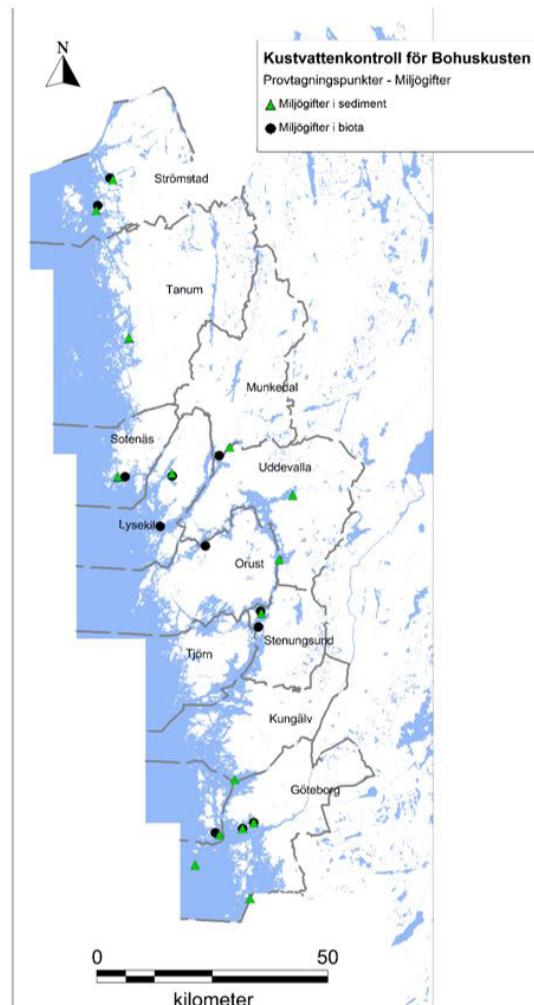 N
Kustvattenkontroll för Bohuskusten
Provtagningspunkter - Miljögifter
Miljögifter i sediment
Miljögifter i biota
Strömstad
Tanum
Munkedal
Sotenäs
Uddevalla
Lysekil
Orust
Stenungsund
Tjörn
Kungälv
Göteborg
0 50
kilometer